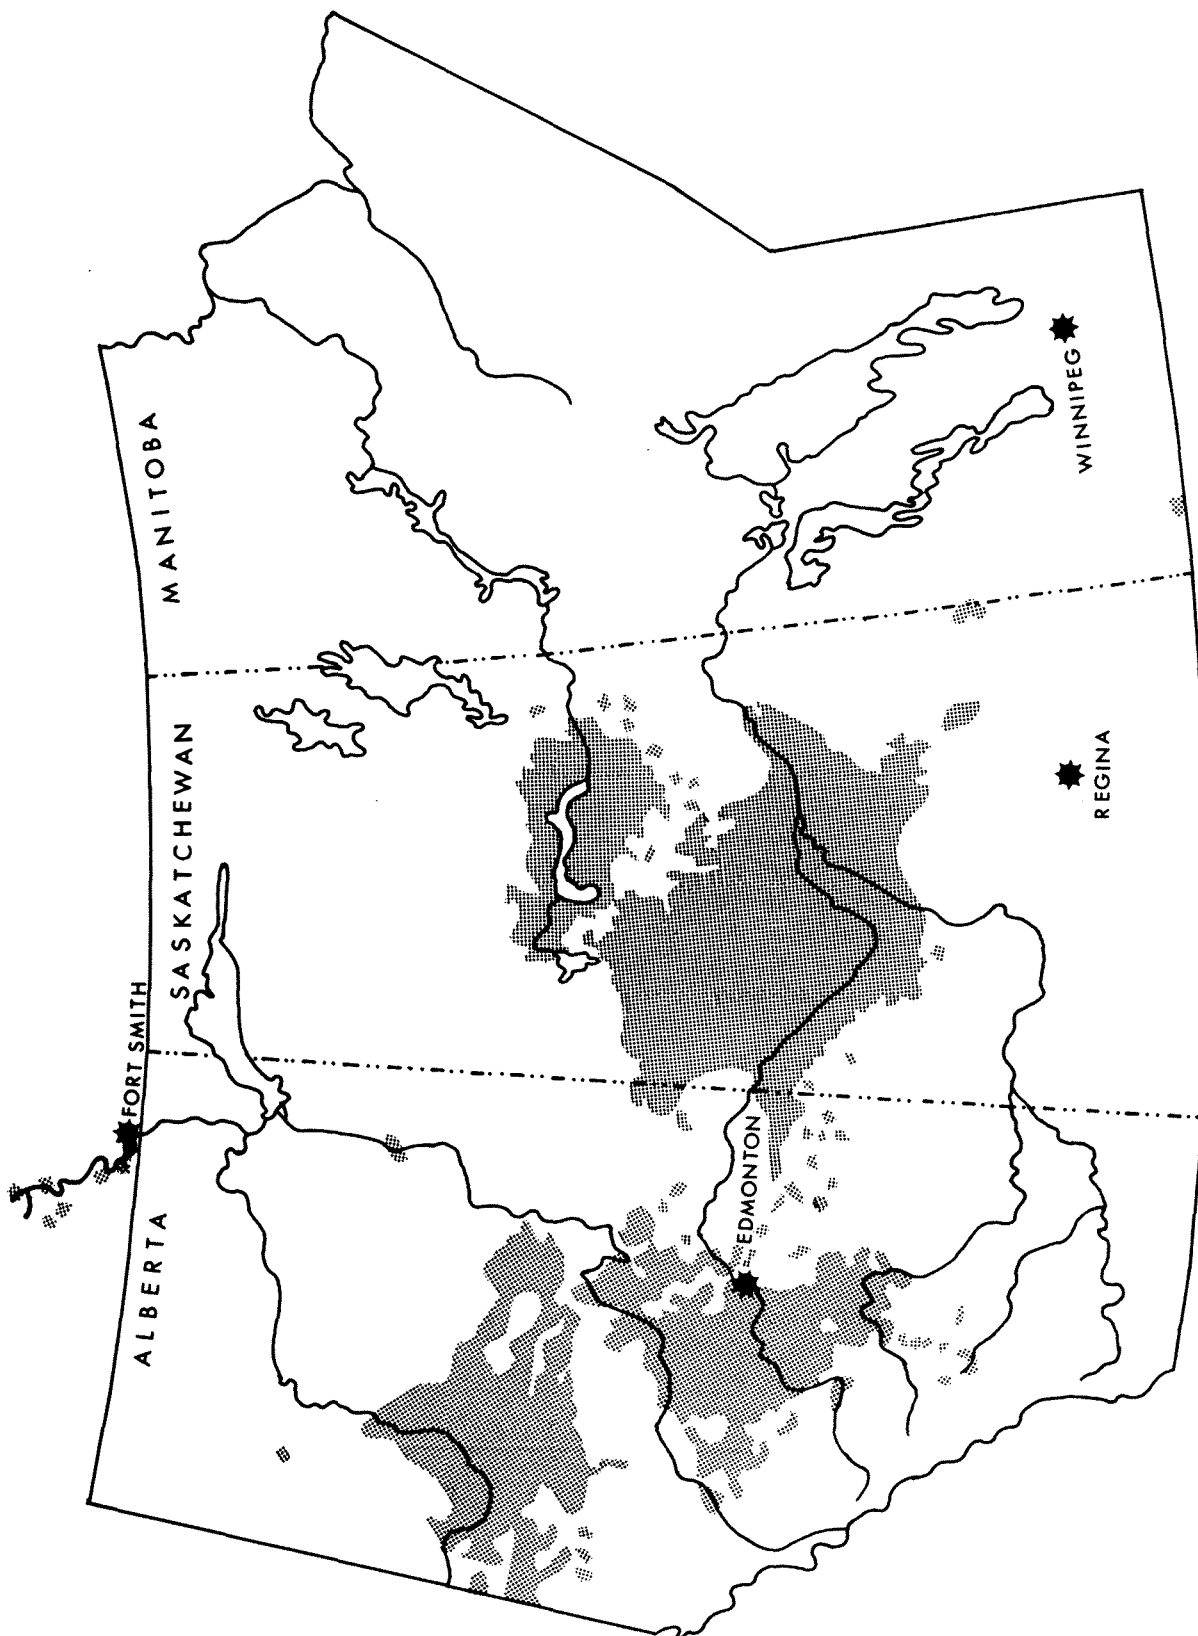 ALBERTA
SASKATCHEWAN
MANITOBA
FORT SMITH
EDMONTON
REGINA
WINNIPEG